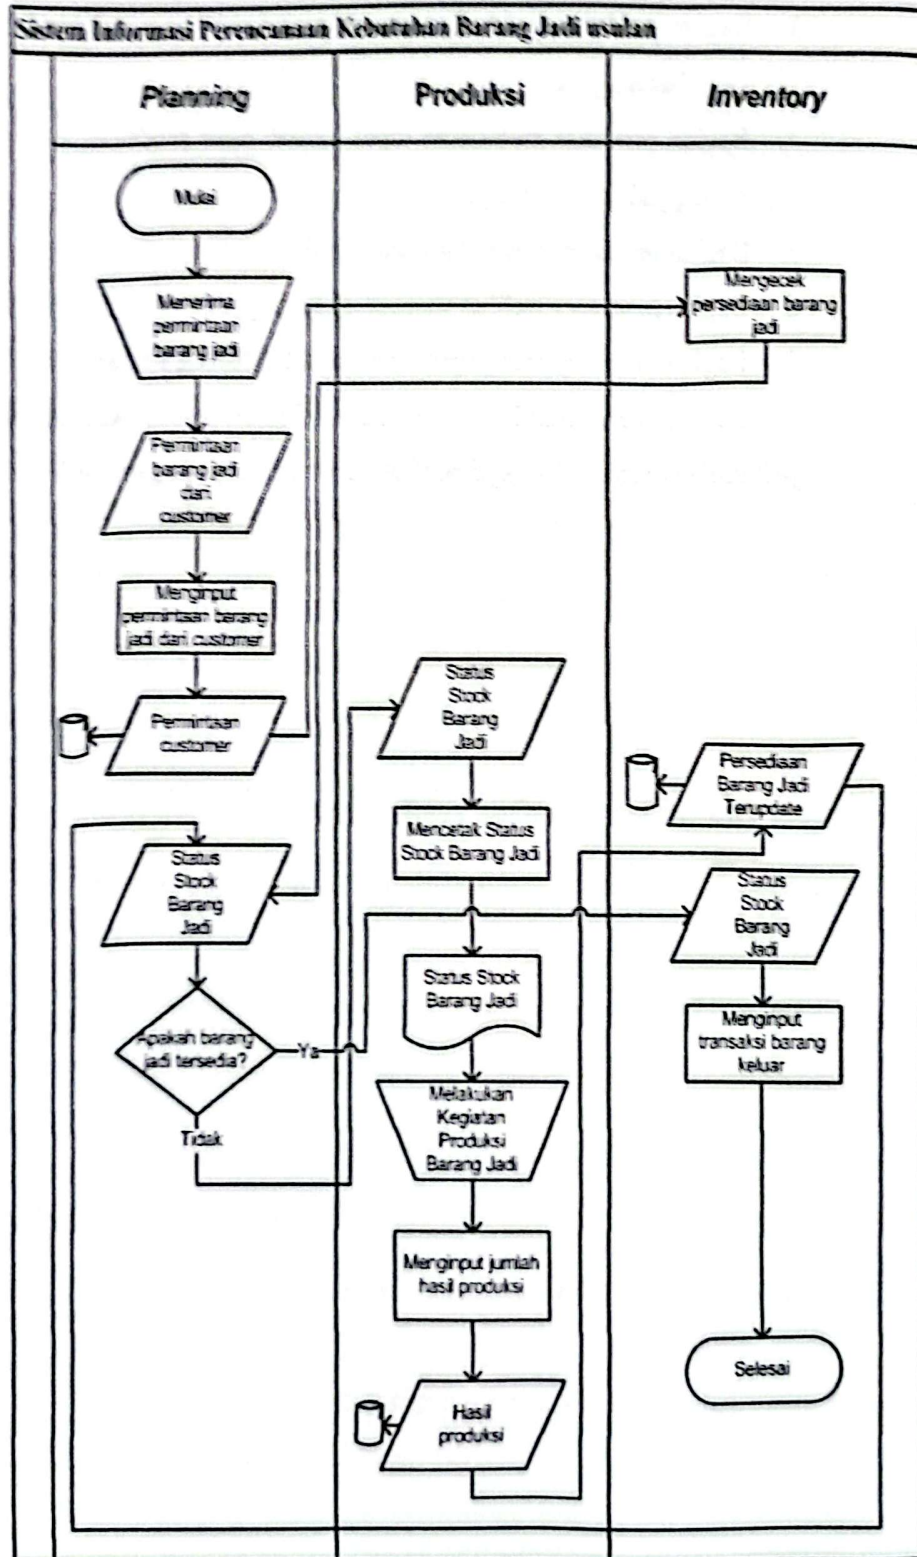 Sistem Informasi Perencanaan Kebutuhan Barang Jadi usulan
Planning
Produksi
Inventory
Mulai
Menerima
permintaan
barang jadi
Permintaan
barang jadi
dari
customer
Menginput
permintaan barang
jadi dari customer
Permintaan
customer
Status
Stock
Barang
Jadi
Apakah barang
jadi tersedia?
Ya
Tidak
Status
Stock
Barang
Jadi
Mencetak Status
Stock Barang Jadi
Status Stock
Barang Jadi
Melakukan
Kegiatan
Produksi
Barang Jadi
Menginput jumlah
hasil produksi
Hasil
produksi
Mengecek
persediaan barang
jadi
Persediaan
Barang Jadi
Terupdate
Status
Stock
Barang
Jadi
Menginput
transaksi barang
keluar
Selesai